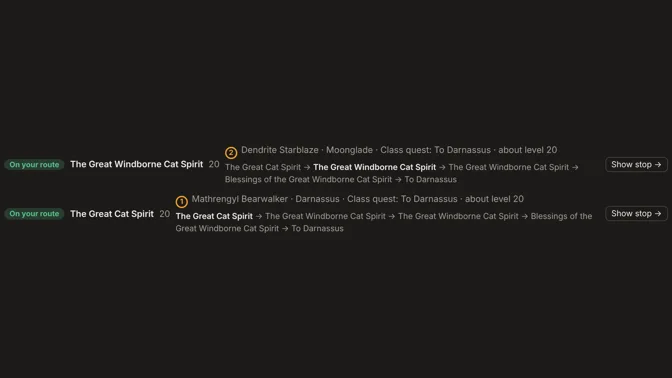 ② Dendrite Starblaze · Moonglade · Class quest: To Darnassus · about level 20
On your route The Great Windborne Cat Spirit 20
The Great Cat Spirit → The Great Windborne Cat Spirit → The Great Windborne Cat Spirit →
Blessings of the Great Windborne Cat Spirit → To Darnassus
Show stop →
① Mathrengyl Bearwalker · Darnassus · Class quest: To Darnassus · about level 20
On your route The Great Cat Spirit 20
The Great Cat Spirit → The Great Windborne Cat Spirit → The Great Windborne Cat Spirit → Blessings of the
Great Windborne Cat Spirit → To Darnassus
Show stop →